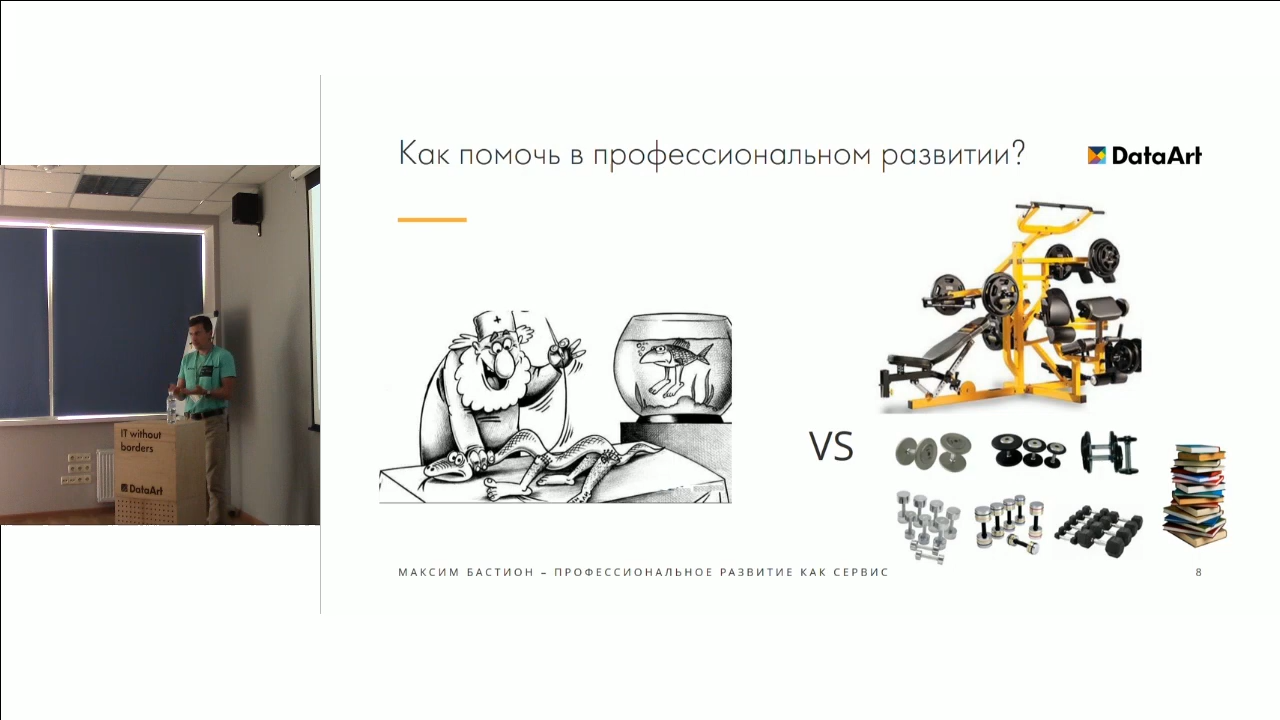 Как помочь в профессиональном развитии?
DataArt
VS
IT without
borders
DataArt
МАКСИМ БАСТИОН – ПРОФЕССИОНАЛЬНОЕ РАЗВИТИЕ КАК СЕРВИС
8